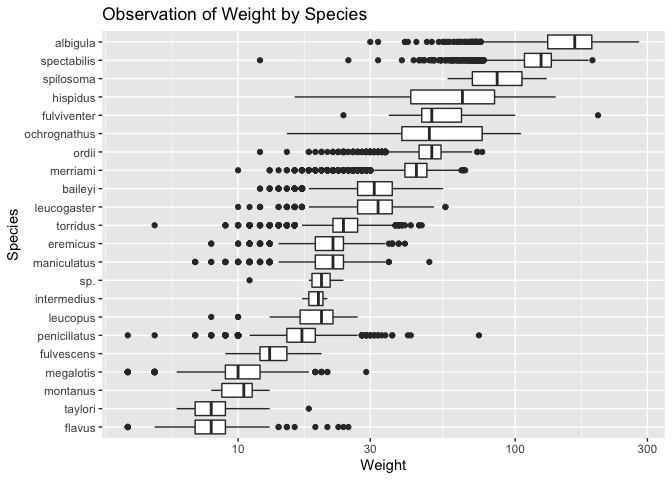 Observation of Weight by Species
albigula
spectabilis
spilosoma
hispidus
fulviventer
ochrognathus
ordii
merriami
baileyi
leucogaster
torridus
eremicus
maniculatus
sp.
intermedius
leucopus
penicillatus
fulvescens
megalotis
montanus
taylori
flavus
Species
10 30 100 300
Weight